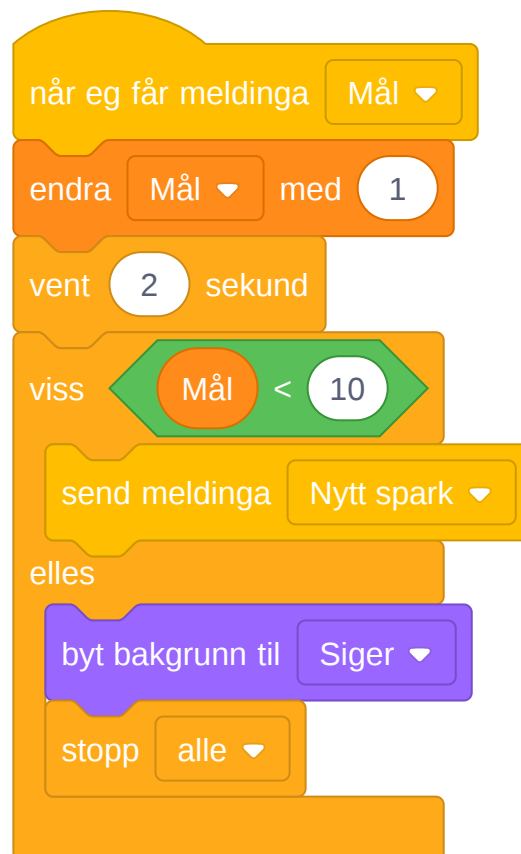 når eg får meldinga Mål
endra Mål med 1
vent 2 sekund
viss Mål < 10
send meldinga Nytt spark
elles
byt bakgrunn til Siger
stopp alle